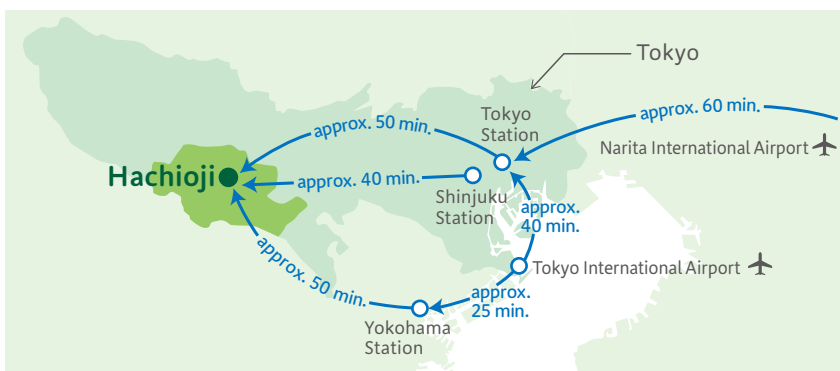 Tokyo
approx. 60 min.
Tokyo
Station
approx. 50 min.
Narita International Airport
Hachioji
approx. 40 min.
Shinjuku
Station
approx.
40 min.
approx. 50 min.
Tokyo International Airport
approx.
25 min.
Yokohama
Station